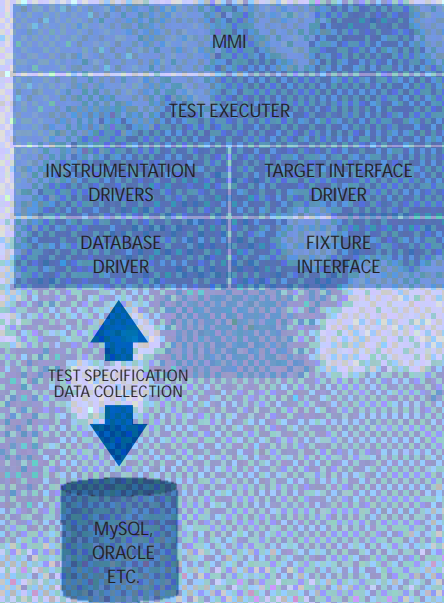 MMI
TEST EXECUTER
INSTRUMENTATION
DRIVERS
TARGET INTERFACE
DRIVER
DATABASE
DRIVER
FIXTURE
INTERFACE
TEST SPECIFICATION
DATA COLLECTION
MySQL,
ORACLE
ETC.